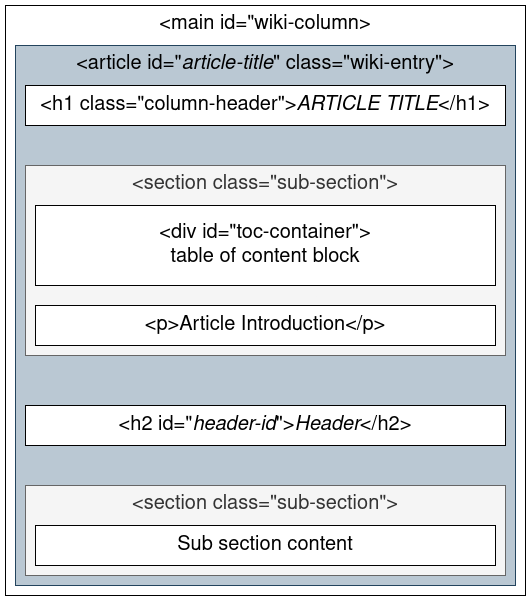 <main id="wiki-column>
<article id="article-title" class="wiki-entry">
<h1 class="column-header">ARTICLE TITLE</h1>
<section class="sub-section">
<div id="toc-container">
table of content block
<p>Article Introduction</p>
<h2 id="header-id">Header</h2>
<section class="sub-section">
Sub section content